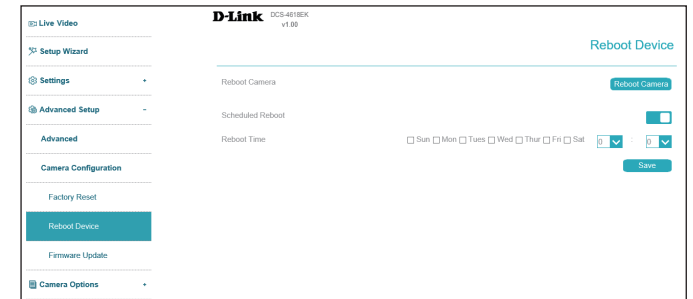 D-Link DCS-4618EK
v1.00
Live Video
Setup Wizard
Settings +
Advanced Setup -
Advanced
Camera Configuration
Factory Reset
Reboot Device
Firmware Update
Camera Options +
Reboot Device
Reboot Camera Reboot Camera
Scheduled Reboot
Reboot Time Sun Mon Tues Wed Thur Fri Sat 0 : 0
Save